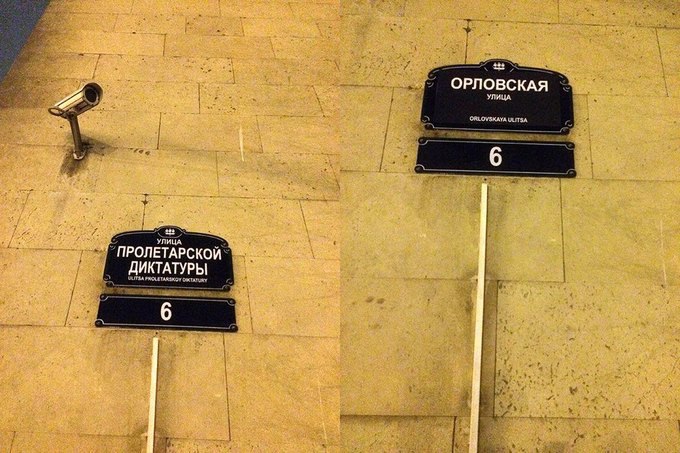 УЛИЦА
ПРОЛЕТАРСКОЙ
ДИКТАТУРЫ
ULITSA PROLETARSKOY DIKTATURY
6
ОРЛОВСКАЯ
УЛИЦА
ORLOVSKAYA ULITSA
6